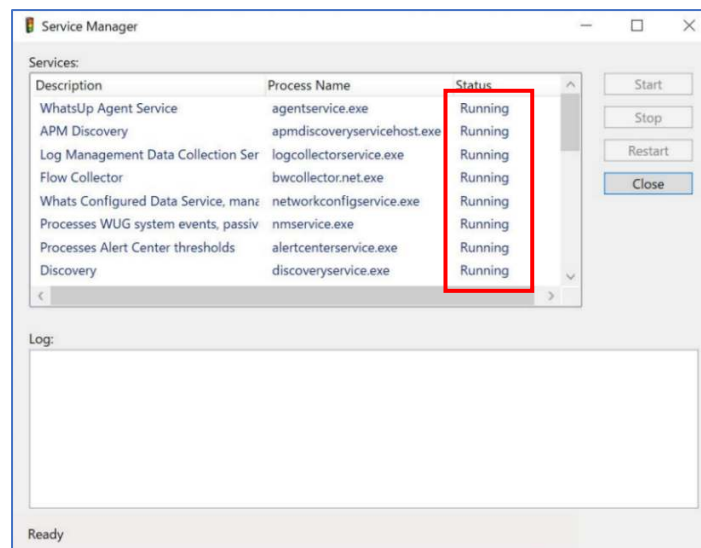 Service Manager
Services:
Description Process Name Status
WhatsUp Agent Service agentservice.exe Running
APM Discovery apmdiscoveryservicehost.exe Running
Log Management Data Collection Ser logcollectorservice.exe Running
Flow Collector bwcollector.net.exe Running
Whats Configured Data Service, mana networkconfigservice.exe Running
Processes WUG system events, passiv nmservice.exe Running
Processes Alert Center thresholds alertcenterservice.exe Running
Discovery discoveryservice.exe Running
Start
Stop
Restart
Close
Log:
Ready